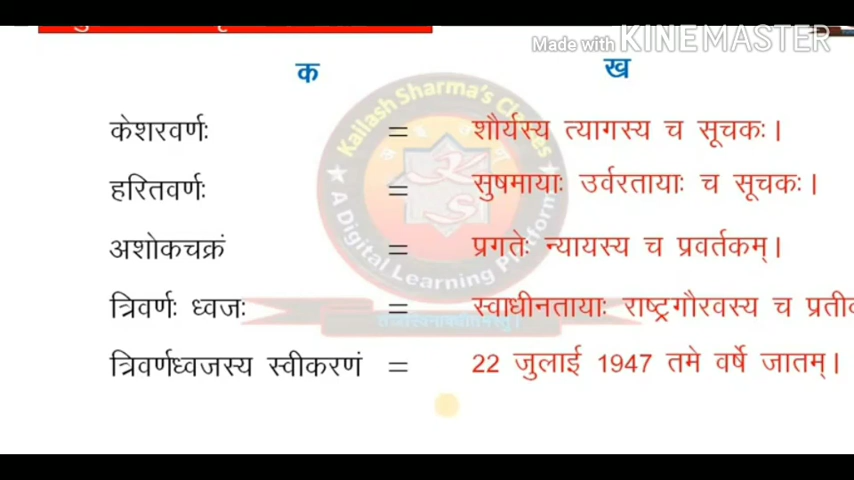 Made with KINEMASTER
क ख
केशरवर्णः = शौर्यस्य त्यागस्य च सूचकः।
हरितवर्णः = सुषमायाः उर्वरतायाः च सूचकः।
अशोकचक्रं = प्रगतेः न्यायस्य च प्रवर्तकम्।
त्रिवर्णः ध्वजः = स्वाधीनतायाः राष्ट्रगौरवस्य च
त्रिवर्णध्वजस्य स्वीकरणं = 22 जुलाई 1947 तमे वर्षे जातम्।
Kailash Sharma's Classes
A Digital Learning Platform